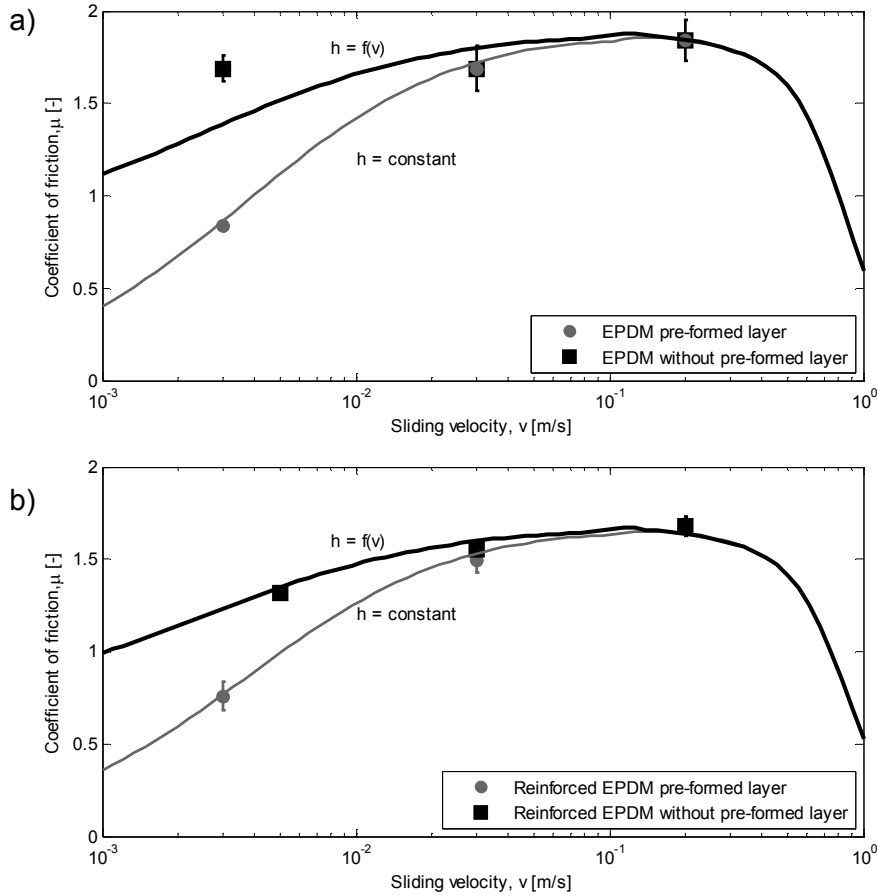 a)
2
1.5
1
0.5
0
Coefficient of friction,μ [-]
h = f(v)
h = constant
EPDM pre-formed layer
EPDM without pre-formed layer
10⁻³
10⁻²
10⁻¹
10⁰
Sliding velocity, v [m/s]
b)
2
1.5
1
0.5
0
Coefficient of friction,μ [-]
h = f(v)
h = constant
Reinforced EPDM pre-formed layer
Reinforced EPDM without pre-formed layer
10⁻³
10⁻²
10⁻¹
10⁰
Sliding velocity, v [m/s]